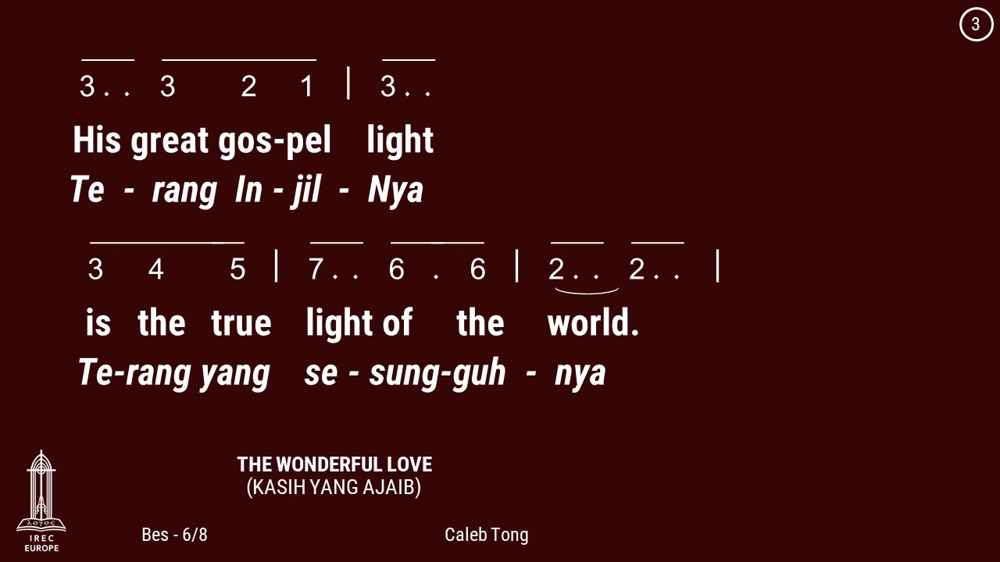 3
3 . . 3 2 1 | 3 . .
His great gos-pel light
Te - rang In - jil - Nya
3 4 5 | 7 . . 6 . 6 | 2 . . 2 . . |
is the true light of the world.
Te-rang yang se - sung-guh - nya
THE WONDERFUL LOVE
(KASIH YANG AJAIB)
λογος
IREC
EUROPE
Bes - 6/8
Caleb Tong